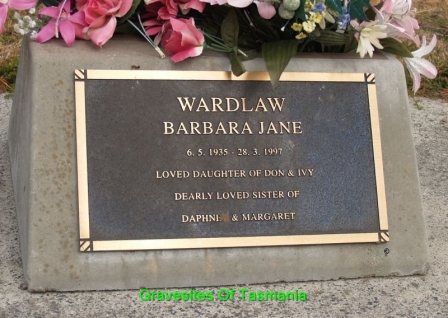 WARDLAW
BARBARA JANE
6. 5. 1935 - 28. 3. 1997
LOVED DAUGHTER OF DON & IVY
DEARLY LOVED SISTER OF
DAPHNE & MARGARET
Gravesites Of Tasmania